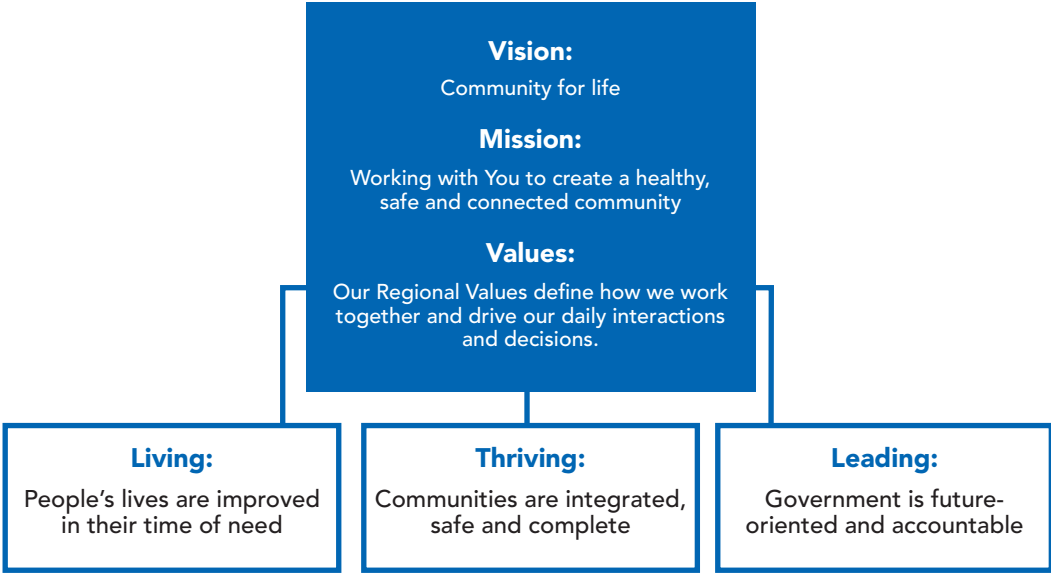 Vision:
Community for life
Mission:
Working with You to create a healthy,
safe and connected community
Values:
Our Regional Values define how we work
together and drive our daily interactions
and decisions.
Living:
People’s lives are improved
in their time of need
Thriving:
Communities are integrated,
safe and complete
Leading:
Government is future-
oriented and accountable